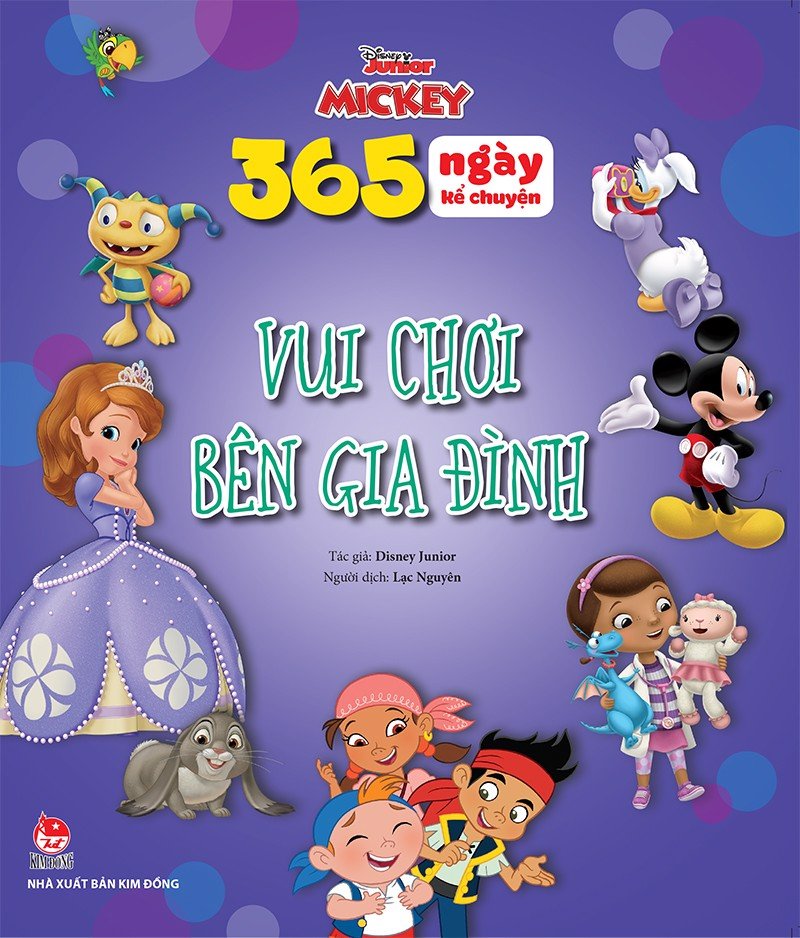 Disney
Junior
MICKEY
365 ngày
kể chuyện
VUI CHƠI
BÊN GIA ĐÌNH
Tác giả: Disney Junior
Người dịch: Lạc Nguyên
KIM ĐỒNG
NHÀ XUẤT BẢN KIM ĐỒNG